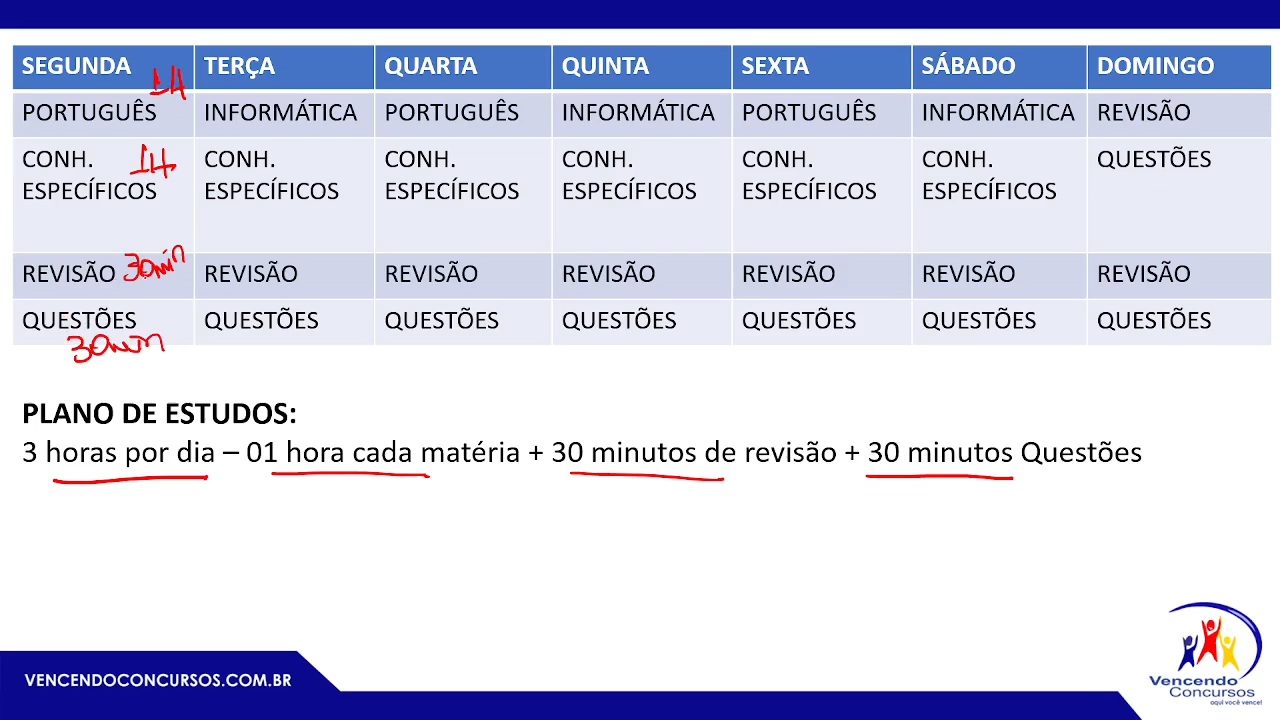 SEGUNDA TERÇA QUARTA QUINTA SEXTA SÁBADO DOMINGO
14
PORTUGUÊS INFORMÁTICA PORTUGUÊS INFORMÁTICA PORTUGUÊS INFORMÁTICA REVISÃO
CONH. 1H CONH. CONH. CONH. CONH. CONH. QUESTÕES
ESPECÍFICOS ESPECÍFICOS ESPECÍFICOS ESPECÍFICOS ESPECÍFICOS ESPECÍFICOS
REVISÃO 30min REVISÃO REVISÃO REVISÃO REVISÃO REVISÃO REVISÃO
QUESTÕES QUESTÕES QUESTÕES QUESTÕES QUESTÕES QUESTÕES QUESTÕES
30min
PLANO DE ESTUDOS:
3 horas por dia – 01 hora cada matéria + 30 minutos de revisão + 30 minutos Questões
VENCENDOCONCURSOS.COM.BR
Vencendo
Concursos
aqui você vence!